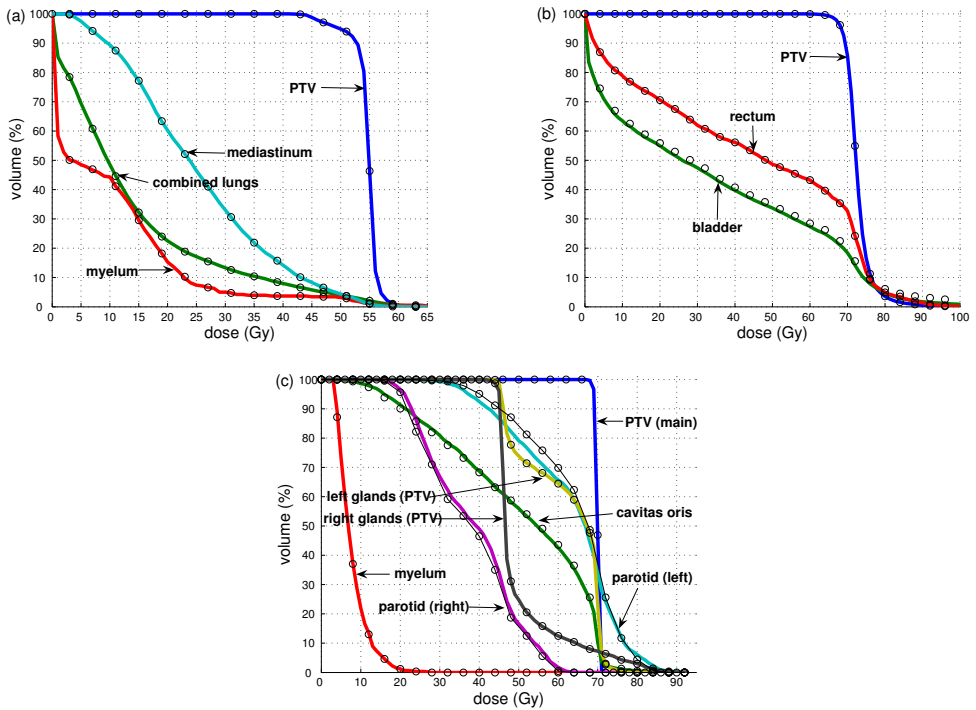 (a)
100
90
80
70
60
50
40
30
20
10
0
volume (%)
PTV
mediastinum
combined lungs
myelum
0 5 10 15 20 25 30 35 40 45 50 55 60 65
dose (Gy)
(b)
100
90
80
70
60
50
40
30
20
10
0
volume (%)
PTV
rectum
bladder
0 10 20 30 40 50 60 70 80 90 100
dose (Gy)
(c)
100
90
80
70
60
50
40
30
20
10
0
volume (%)
PTV (main)
left glands (PTV)
right glands (PTV)
cavitas oris
myelum
parotid (left)
parotid (right)
0 10 20 30 40 50 60 70 80 90
dose (Gy)